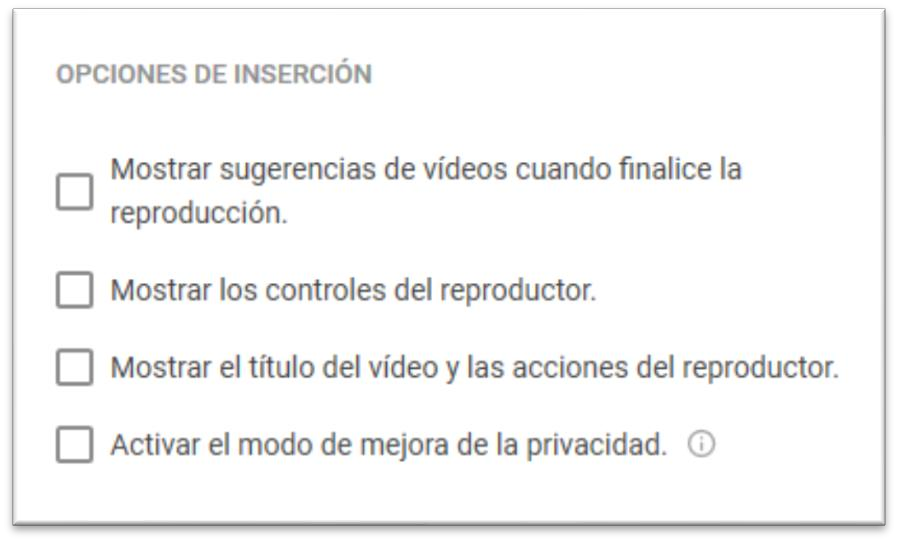 OPCIONES DE INSERCIÓN
Mostrar sugerencias de vídeos cuando finalice la
reproducción.
Mostrar los controles del reproductor.
Mostrar el título del vídeo y las acciones del reproductor.
Activar el modo de mejora de la privacidad.